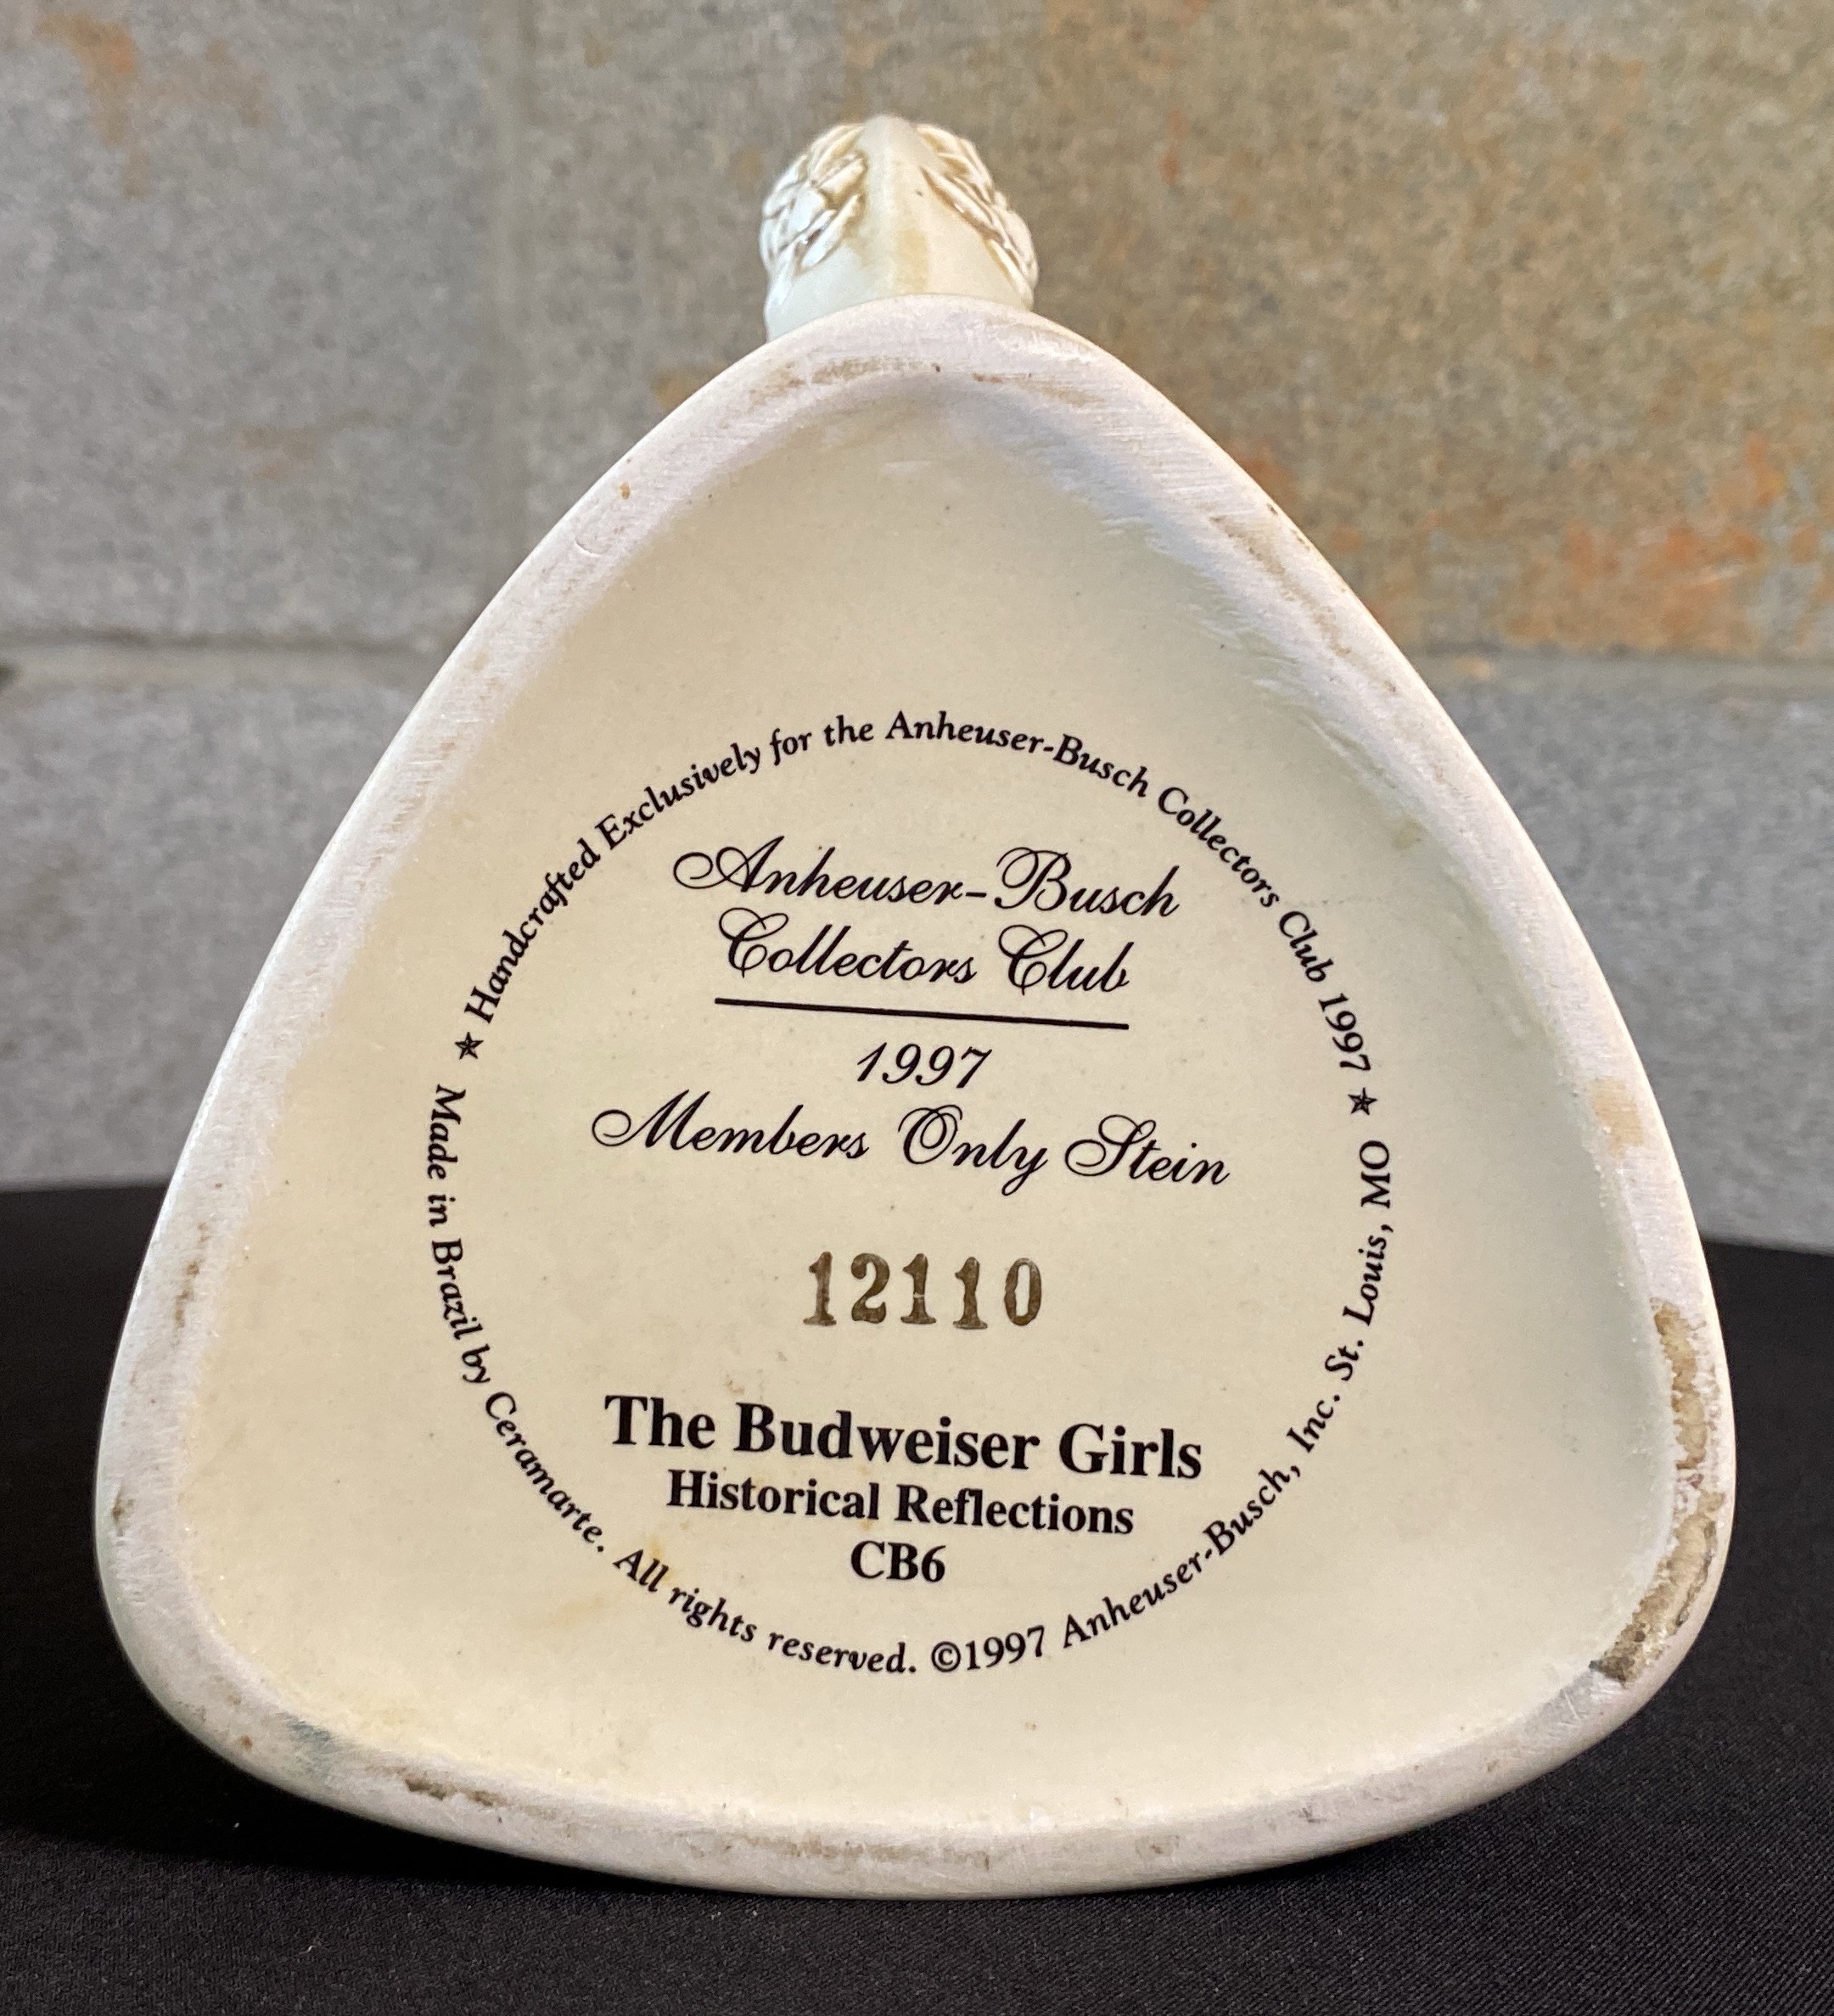 ★ Handcrafted Exclusively for the Anheuser-Busch Collectors Club 1997 ★
Anheuser-Busch
Collectors Club
1997
Members Only Stein
12110
The Budweiser Girls
Historical Reflections
CB6
Made in Brazil by Ceramarte. All rights reserved. ©1997 Anheuser-Busch, Inc. St. Louis, MO